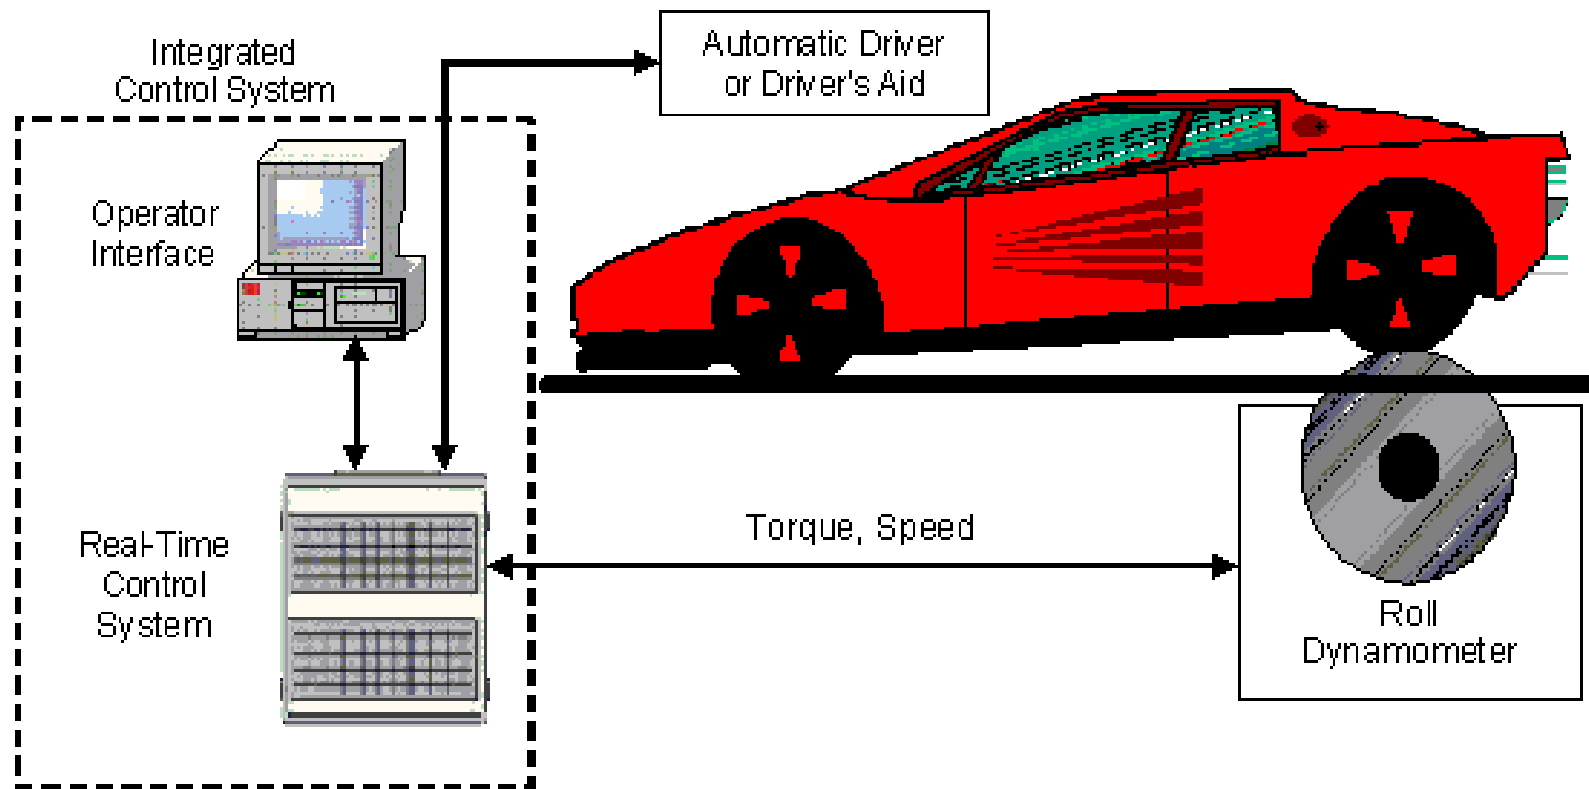 Integrated
Control System
Automatic Driver
or Driver's Aid
Operator
Interface
Real-Time
Control
System
Torque, Speed
Roll
Dynamometer